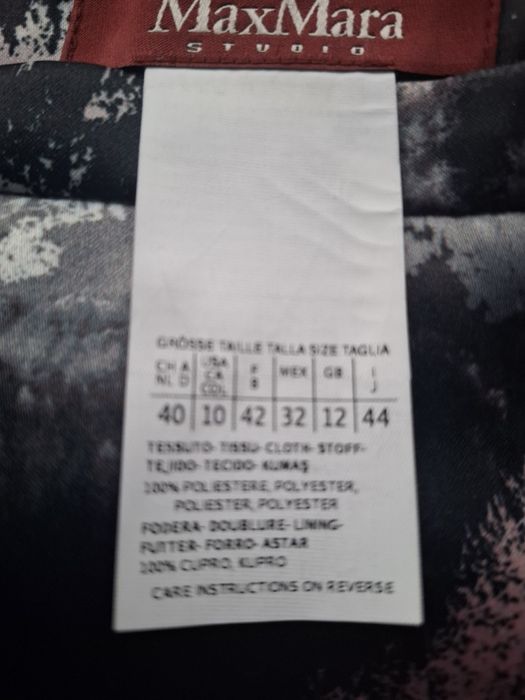 MaxMara
STUDIO
GRÖSSE TAILLE TALLA SIZE TAGLIA
CH A USA F MEX GB I
NL D CA B J
COL
40 10 42 32 12 44
TESSUTO- TISSU- CLOTH- STOFF-
TEJIDO- TECIDO- KUMAŞ
100% POLIESTERE, POLYESTER,
POLIESTER, POLYESTER
FODERA- DOUBLURE- LINING-
FUTTER- FORRO- ASTAR
100% CUPRO, KUPRO
CARE INSTRUCTIONS ON REVERSE